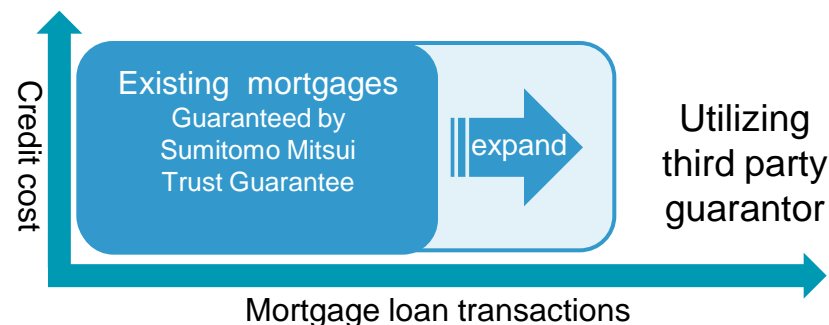 Credit cost
Existing mortgages
Guaranteed by
Sumitomo Mitsui
Trust Guarantee
expand
Utilizing
third party
guarantor
Mortgage loan transactions